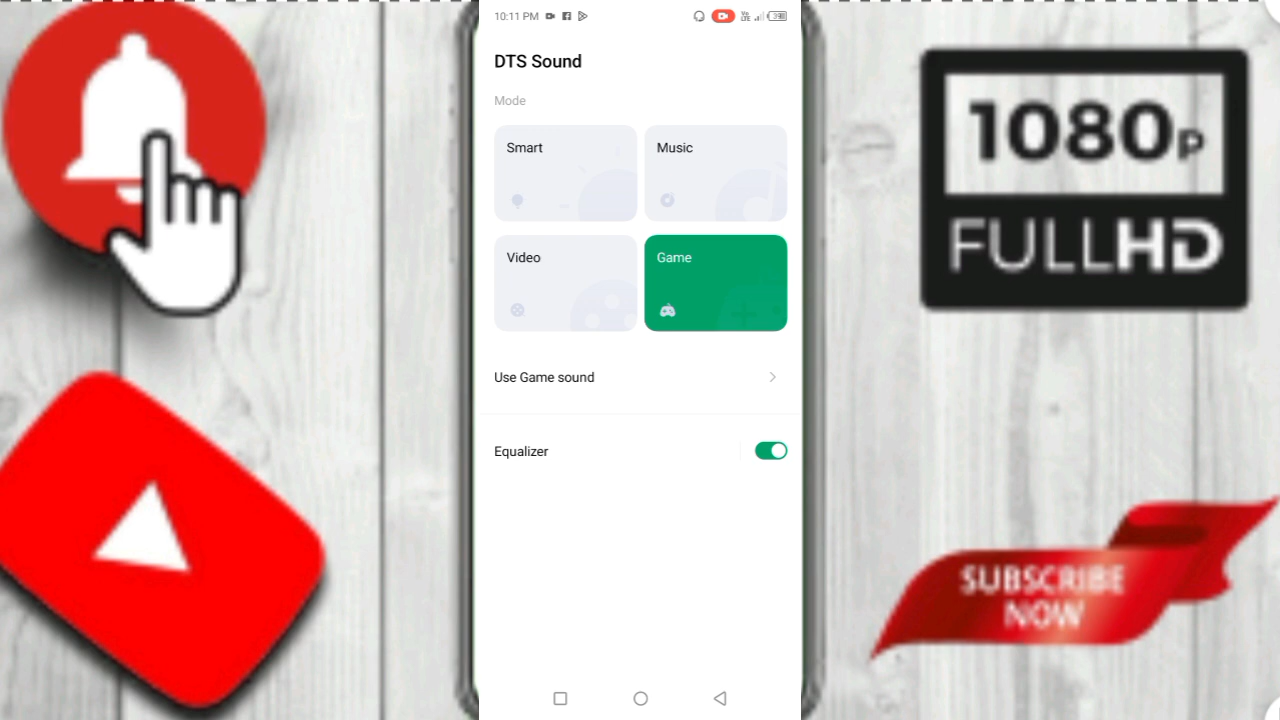 10:11 PM
DTS Sound
Mode
Smart
Music
Video
Game
Use Game sound
Equalizer
1080P
FULLHD
SUBSCRIBE
NOW